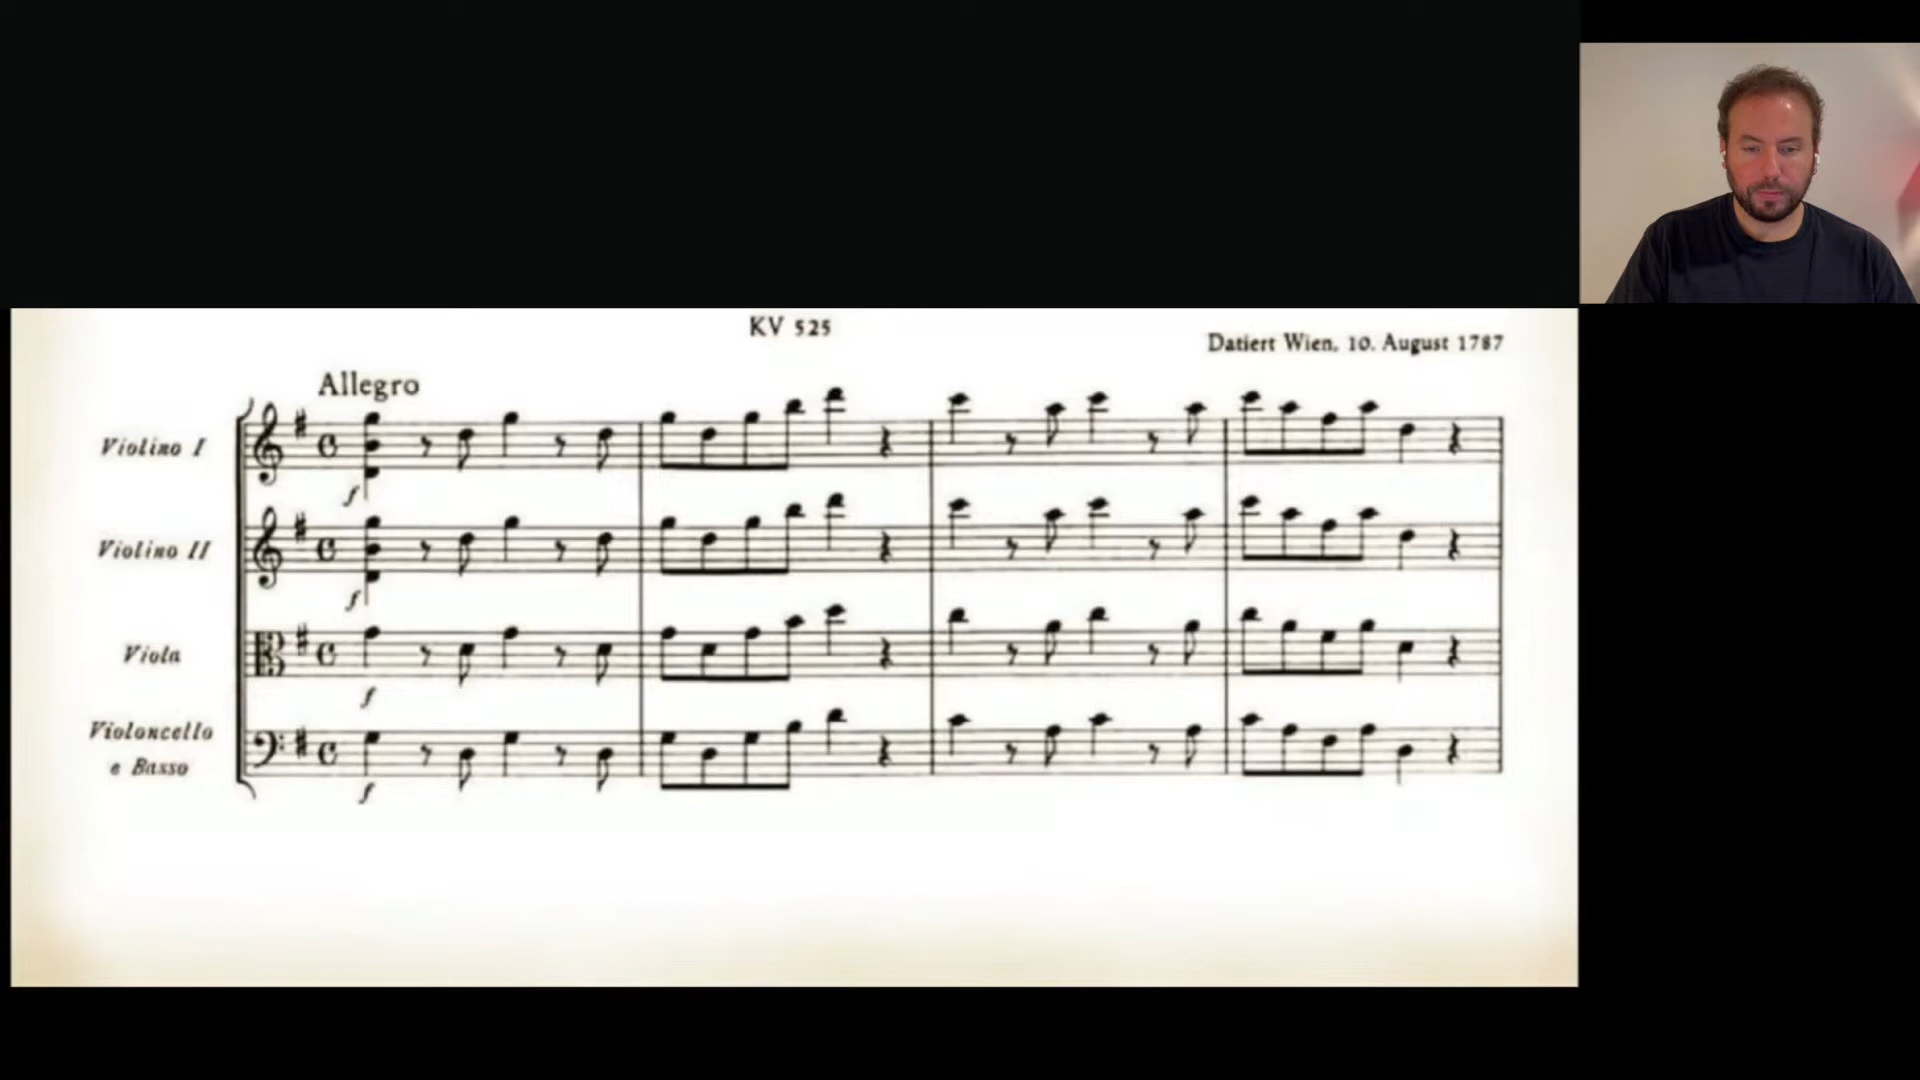 KV 525
Datiert Wien, 10. August 1787
Allegro
Violino I
f
Violino II
f
Viola
f
Violoncello
e Basso
f